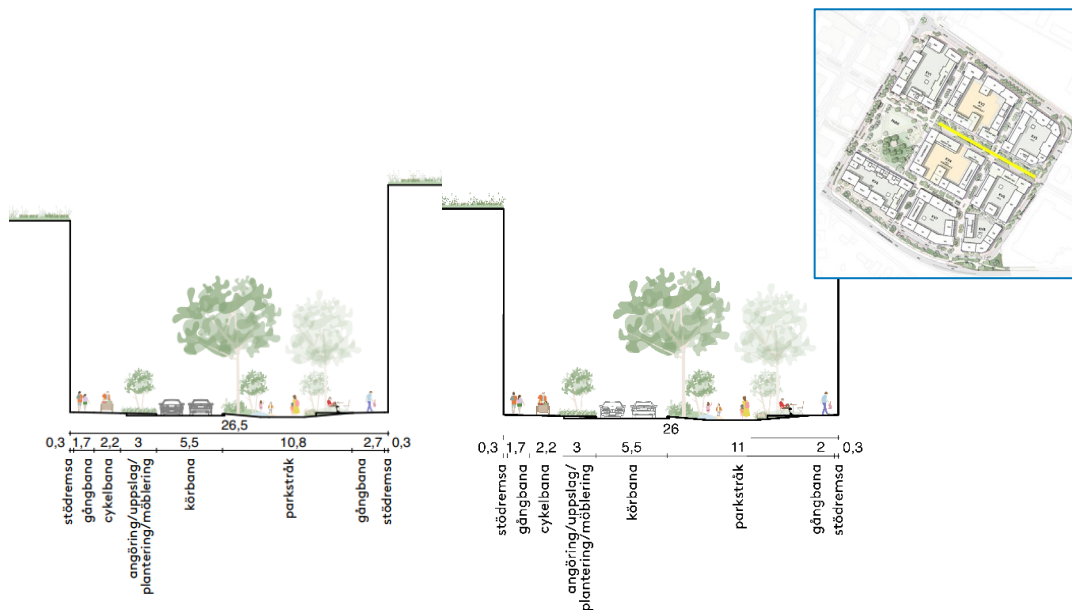 26,5
0,3 1,7 2,2 3 5,5 10,8 2,7 0,3
stödremsa
gångbana
cykelbana
angöring/uppslag/
plantering/möblering
körbana
parkstråk
gångbana
stödremsa
26
0,3 1,7 2,2 3 5,5 11 2 0,3
stödremsa
gångbana
cykelbana
angöring/uppslag/
plantering/möblering
körbana
parkstråk
gångbana
stödremsa
PARK